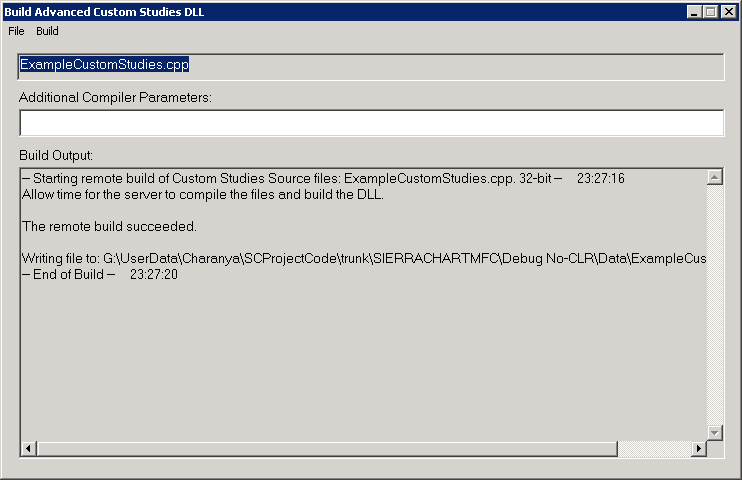 Build Advanced Custom Studies DLL
File Build
ExampleCustomStudies.cpp
Additional Compiler Parameters:
Build Output:
-- Starting remote build of Custom Studies Source files: ExampleCustomStudies.cpp. 32-bit -- 23:27:16
Allow time for the server to compile the files and build the DLL.
The remote build succeeded.
Writing file to: G:\UserData\Charanya\SCProjectCode\trunk\SIERRACHARTMFC\Debug No-CLR\Data\ExampleCus
-- End of Build -- 23:27:20